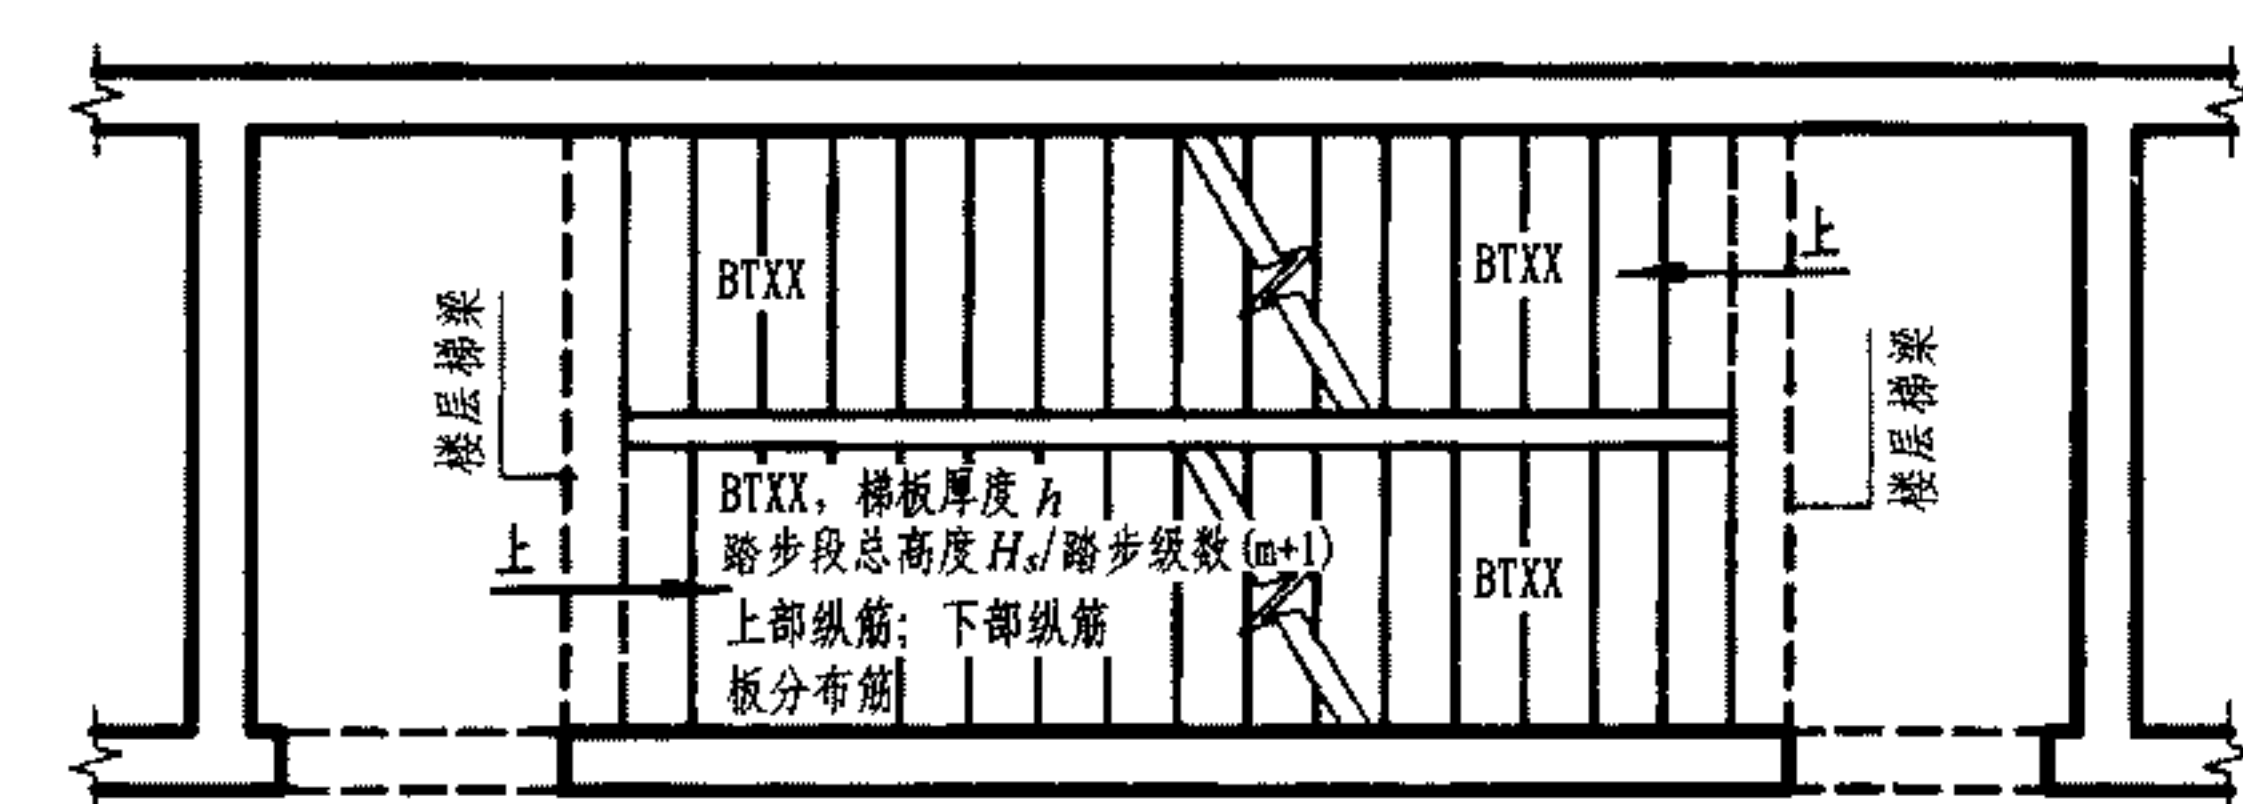 上
BTXX
BTXX
楼层梯梁
楼层梯梁
BTXX，梯板厚度 h
踏步段总高度 Hs/踏步级数(m+1)
上部纵筋；下部纵筋
板分布筋
上
BTXX